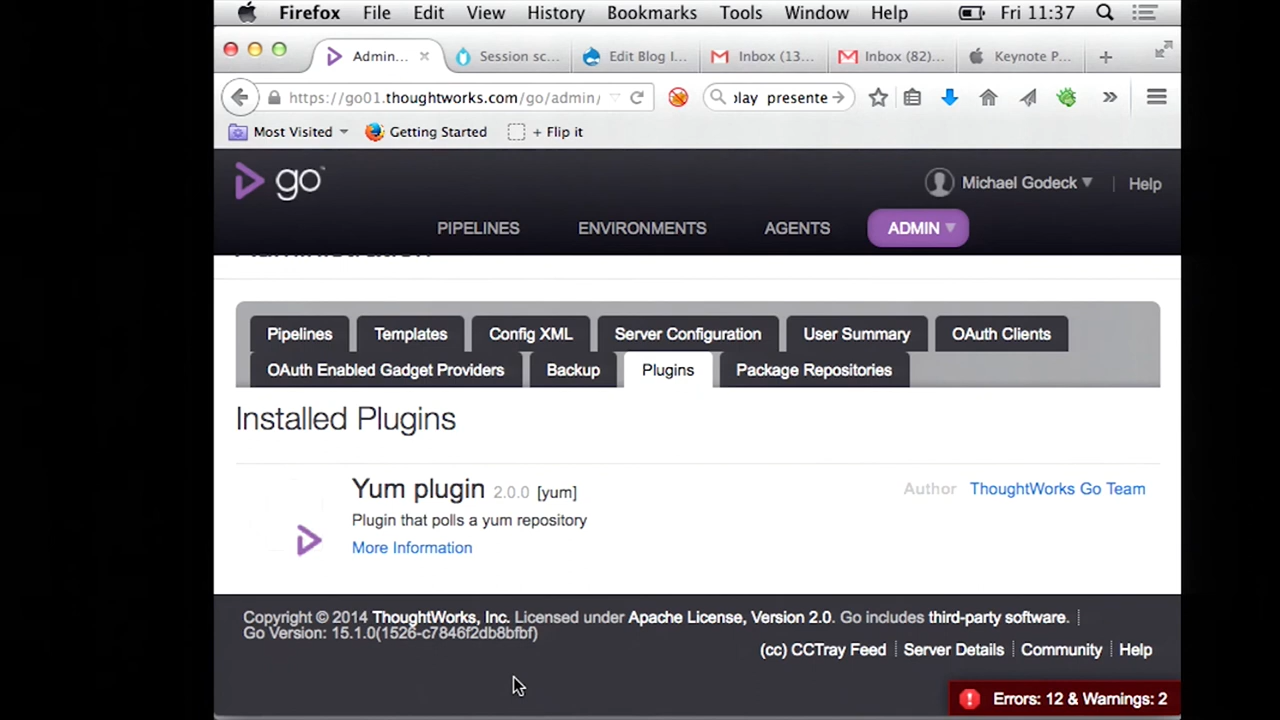 Firefox File Edit View History Bookmarks Tools Window Help Fri 11:37
Admin... Session sc... Edit Blog I... Inbox (13... Inbox (82)... Keynote P...
https://go01.thoughtworks.com/go/admin/ play presente
Most Visited Getting Started + Flip it
go Michael Godeck Help
PIPELINES ENVIRONMENTS AGENTS ADMIN
Administration
Pipelines Templates Config XML Server Configuration User Summary OAuth Clients
OAuth Enabled Gadget Providers Backup Plugins Package Repositories
Installed Plugins
Yum plugin 2.0.0 [yum] Author ThoughtWorks Go Team
Plugin that polls a yum repository
More Information
Copyright © 2014 ThoughtWorks, Inc. Licensed under Apache License, Version 2.0. Go includes third-party software.
Go Version: 15.1.0(1526-c7846f2db8bfbf)
(cc) CCTray Feed Server Details Community Help
Errors: 12 & Warnings: 2